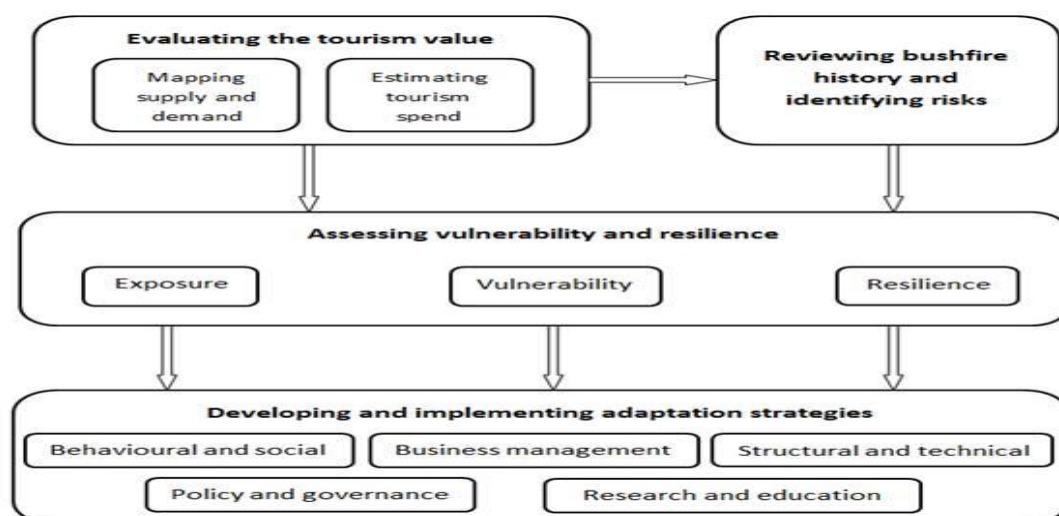 Evaluating the tourism value
Mapping
supply and
demand
Estimating
tourism
spend
Reviewing bushfire
history and
identifying risks
Assessing vulnerability and resilience
Exposure
Vulnerability
Resilience
Developing and implementing adaptation strategies
Behavioural and social
Business management
Structural and technical
Policy and governance
Research and education